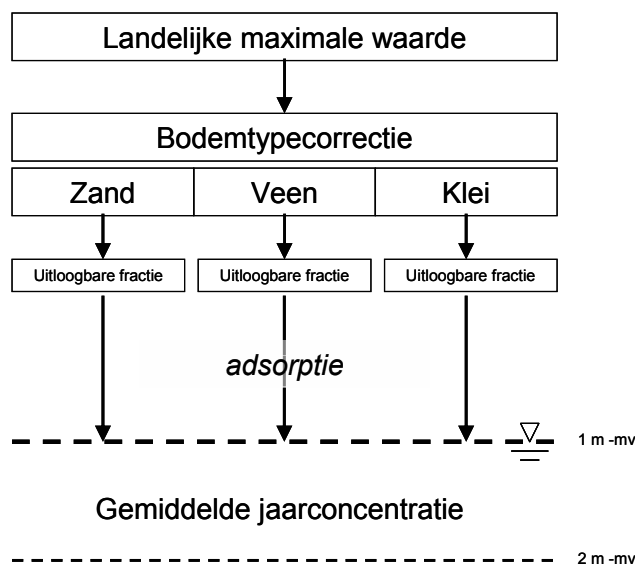 Landelijke maximale waarde
Bodemtypecorrectie
Zand Veen Klei
Uitloogbare fractie Uitloogbare fractie Uitloogbare fractie
adsorptie
1 m -mv
Gemiddelde jaarconcentratie
2 m -mv